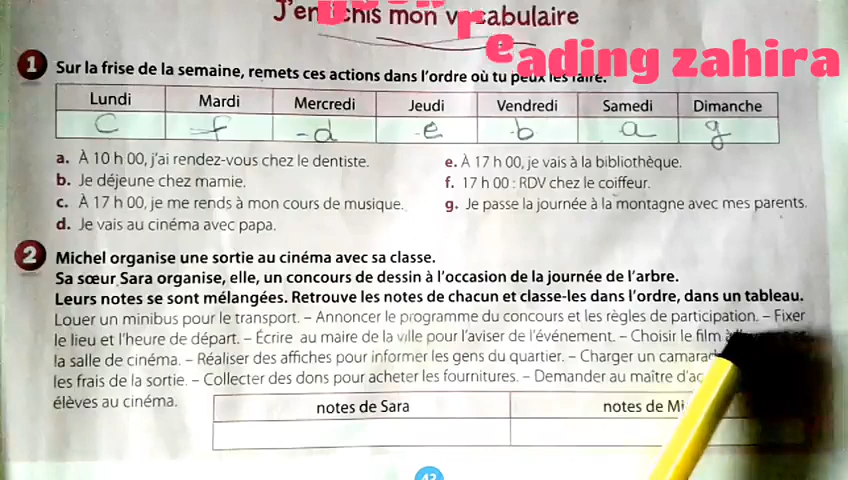 J'en chis mon v cabulaire
reading zahira
1 Sur la frise de la semaine, remets ces actions dans l'ordre où tu peux les faire.
Lundi Mardi Mercredi Jeudi Vendredi Samedi Dimanche
c f d e b a g
a. À 10 h 00, j'ai rendez-vous chez le dentiste.
b. Je déjeune chez mamie.
c. À 17 h 00, je me rends à mon cours de musique.
d. Je vais au cinéma avec papa.
e. À 17 h 00, je vais à la bibliothèque.
f. 17 h 00 : RDV chez le coiffeur.
g. Je passe la journée à la montagne avec mes parents.
2 Michel organise une sortie au cinéma avec sa classe.
Sa sœur Sara organise, elle, un concours de dessin à l'occasion de la journée de l'arbre.
Leurs notes se sont mélangées. Retrouve les notes de chacun et classe-les dans l'ordre, dans un tableau.
Louer un minibus pour le transport. – Annoncer le programme du concours et les règles de participation. – Fixer
le lieu et l'heure de départ. – Écrire au maire de la ville pour l'aviser de l'événement. – Choisir le film
la salle de cinéma. – Réaliser des affiches pour informer les gens du quartier. – Charger un camarad
les frais de la sortie. – Collecter des dons pour acheter les fournitures. – Demander au maître d'ac
élèves au cinéma.
notes de Sara notes de Mi
42